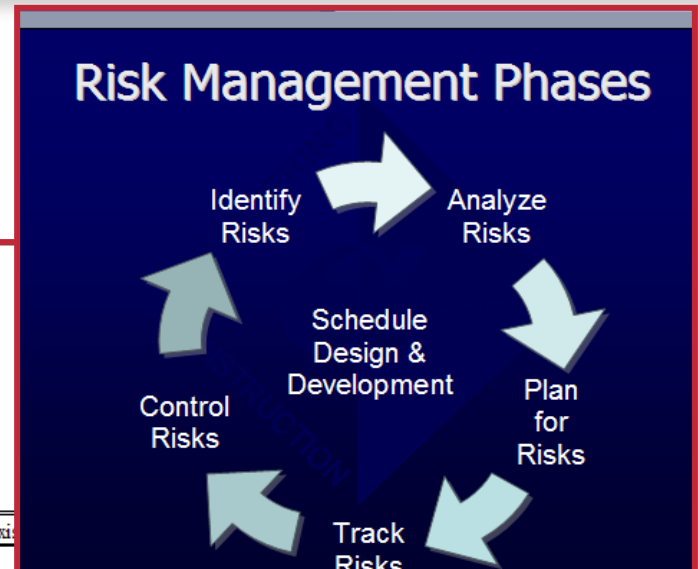 Risk Management Phases
Identify
Risks
Analyze
Risks
Schedule
Design &
Development
Plan
for
Risks
Control
Risks
Track
Risks